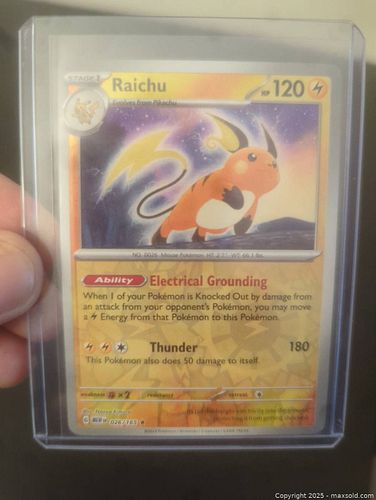 STAGE 1
Raichu
Evolves from Pikachu
HP 120
NO. 0026 Mouse Pokémon HT: 2'7" WT: 66.1 lbs.
Ability Electrical Grounding
When 1 of your Pokémon is Knocked Out by damage from
an attack from your opponent's Pokémon, you may move
a Energy from that Pokémon to this Pokémon.
Thunder 180
This Pokémon also does 50 damage to itself.
weakness ×2 resistance
retreat
026/165
Copyright © 2025 - maxsold.com